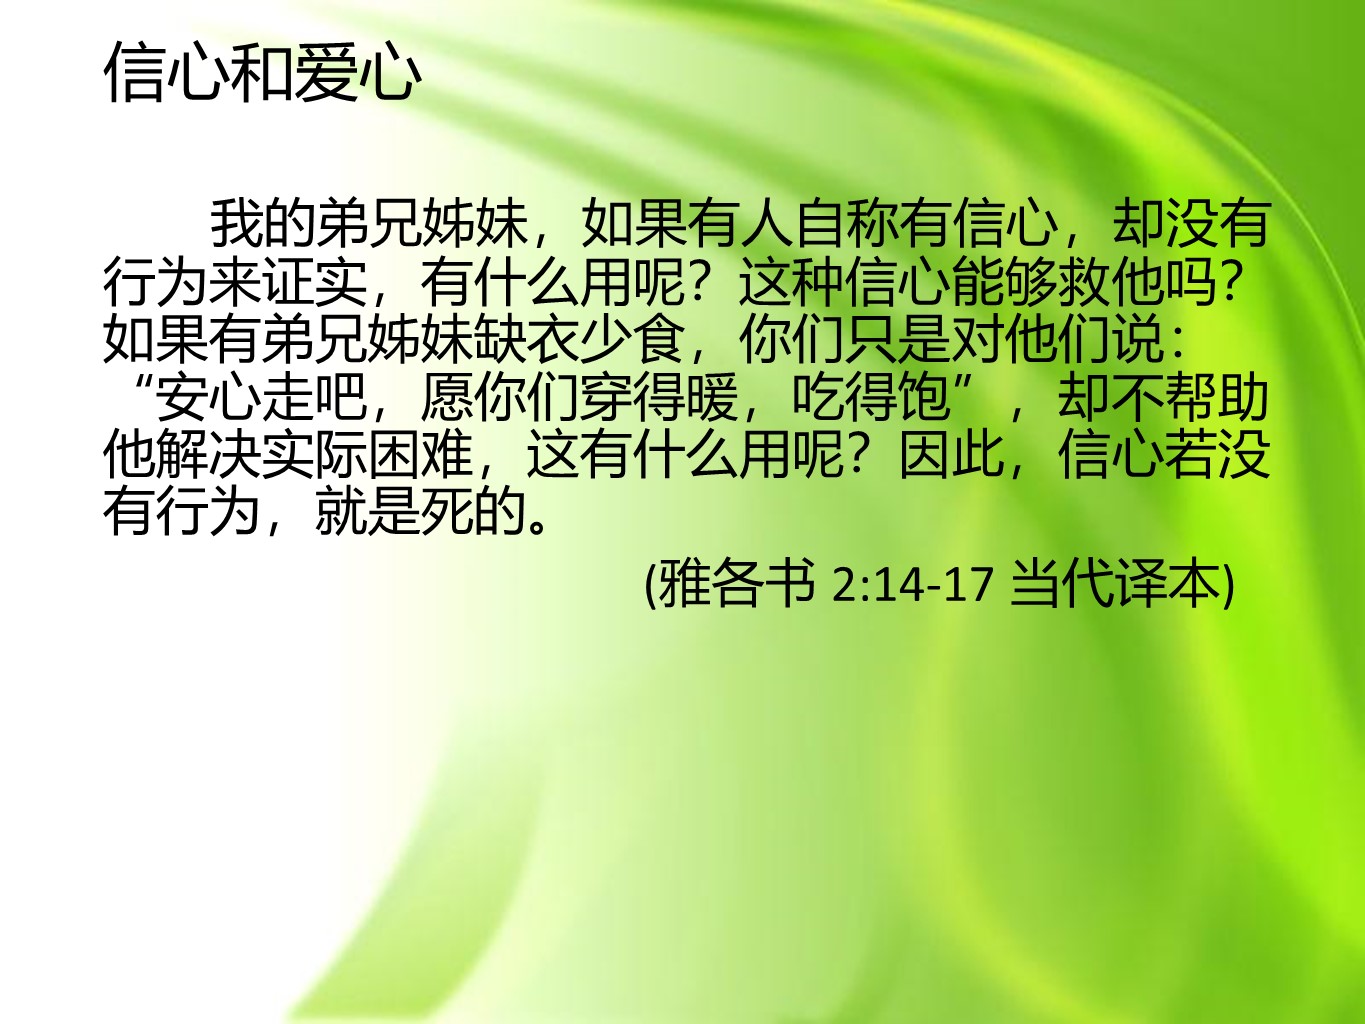 信心和爱心
我的弟兄姊妹，如果有人自称有信心，却没有
行为来证实，有什么用呢？这种信心能够救他吗？
如果有弟兄姊妹缺衣少食，你们只是对他们说：
“安心走吧，愿你们穿得暖，吃得饱”，却不帮助
他解决实际困难，这有什么用呢？因此，信心若没
有行为，就是死的。
(雅各书 2:14-17 当代译本)